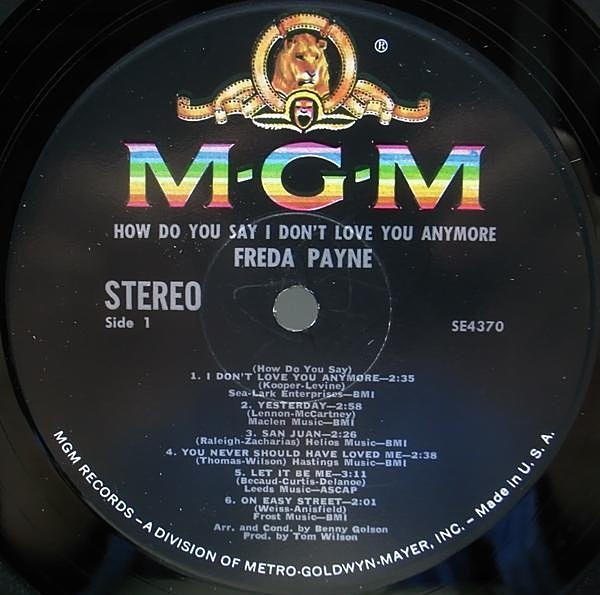 ®
M-G-M
HOW DO YOU SAY I DON'T LOVE YOU ANYMORE
FREDA PAYNE
STEREO
Side 1
SE4370
(How Do You Say)
1. I DON'T LOVE YOU ANYMORE—2:35
(Kooper-Levine)
Sea-Lark Enterprises—BMI
2. YESTERDAY—2:58
(Lennon-McCartney)
Maclen Music—BMI
3. SAN JUAN—2:26
(Raleigh-Zacharias) Helios Music—BMI
4. YOU NEVER SHOULD HAVE LOVED ME—2:38
(Thomas-Wilson) Hastings Music—BMI
5. LET IT BE ME—3:11
(Becaud-Curtis-Delanoe)
Leeds Music—ASCAP
6. ON EASY STREET—2:01
(Weiss-Anisfield)
Frost Music—BMI
Arr. and Cond. by Benny Golson
Prod. by Tom Wilson
MGM RECORDS – A DIVISION OF METRO-GOLDWYN-MAYER, INC. – Made in U. S. A.